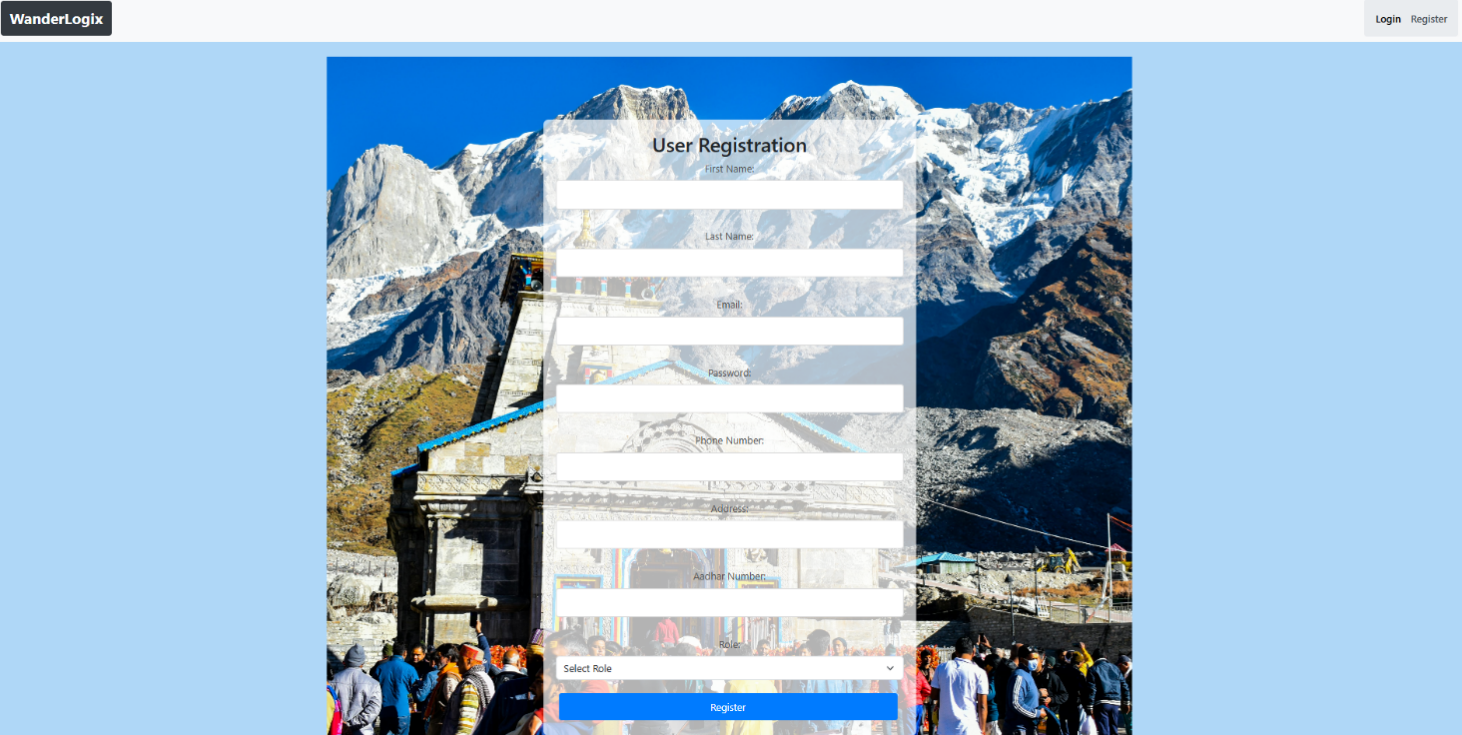 WanderLogix
Login Register
User Registration
First Name:
Last Name:
Email:
Password:
Phone Number:
Address:
Aadhar Number:
Role:
Select Role
Register